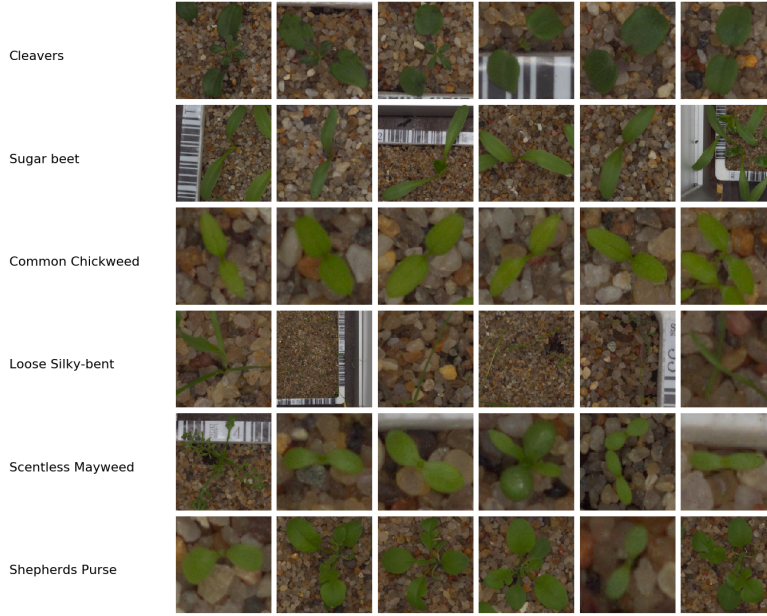 Cleavers
Sugar beet
Common Chickweed
Loose Silky-bent
Scentless Mayweed
Shepherds Purse